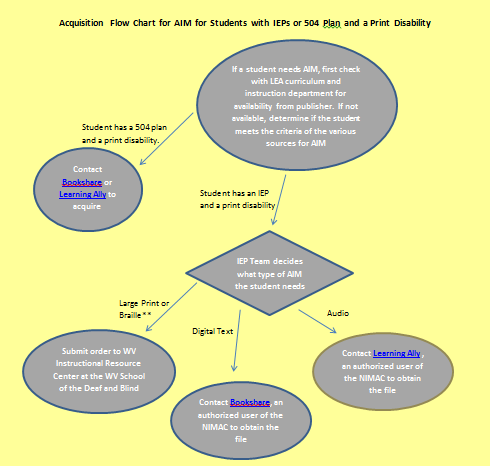 Acquisition Flow Chart for AIM for Students with IEPs or 504 Plan and a Print Disability
If a student needs AIM, first check
with LEA curriculum and
instruction department for
availability from publisher. If not
available, determine if the student
meets the criteria of the various
sources for AIM
Student has a 504 plan
and a print disability.
Contact
Bookshare or
Learning Ally to
acquire
Student has an IEP
and a print disability
IEP Team decides
what type of AIM
the student needs
Large Print or
Braille**
Digital Text
Audio
Submit order to WV
Instructional Resource
Center at the WV School
of the Deaf and Blind
Contact Bookshare, an
authorized user of the
NIMAC to obtain the
file
Contact Learning Ally,
an authorized user of
the NIMAC to obtain
the file